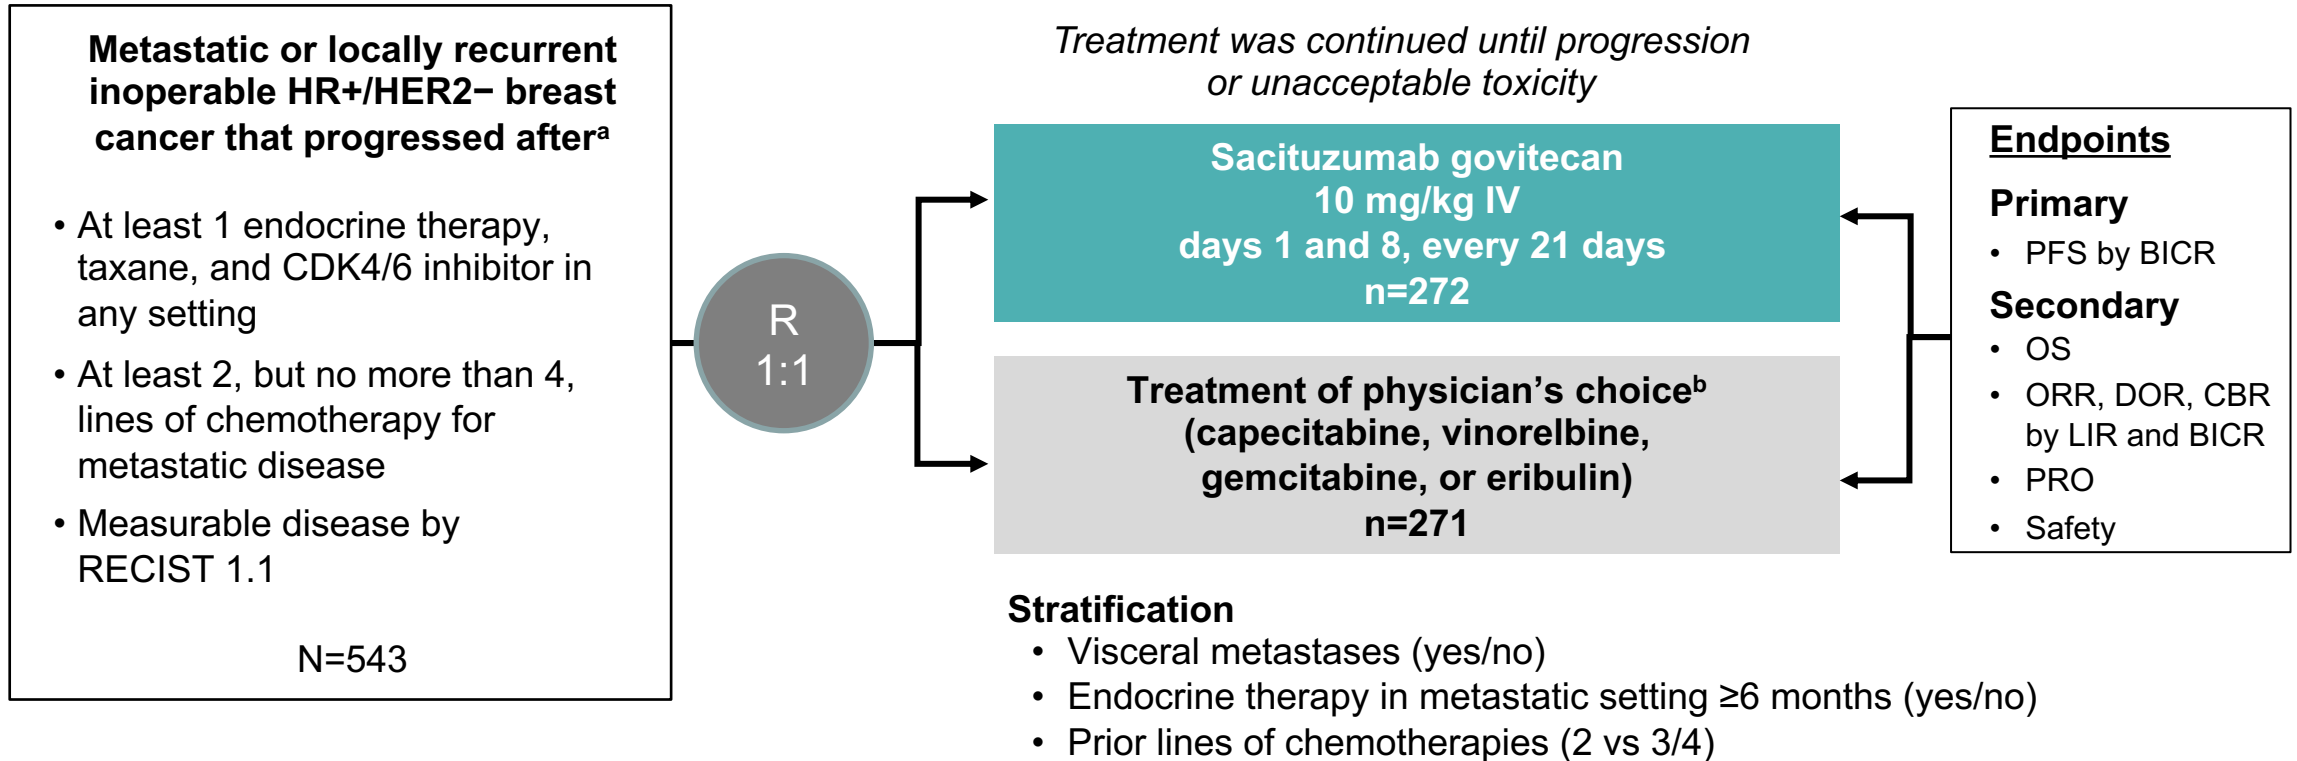 Metastatic or locally recurrent
inoperable HR+/HER2− breast
cancer that progressed afterᵃ
• At least 1 endocrine therapy,
taxane, and CDK4/6 inhibitor in
any setting
• At least 2, but no more than 4,
lines of chemotherapy for
metastatic disease
• Measurable disease by
RECIST 1.1
N=543
R
1:1
Treatment was continued until progression
or unacceptable toxicity
Sacituzumab govitecan
10 mg/kg IV
days 1 and 8, every 21 days
n=272
Treatment of physician’s choiceᵇ
(capecitabine, vinorelbine,
gemcitabine, or eribulin)
n=271
Stratification
• Visceral metastases (yes/no)
• Endocrine therapy in metastatic setting ≥6 months (yes/no)
• Prior lines of chemotherapies (2 vs 3/4)
Endpoints
Primary
• PFS by BICR
Secondary
• OS
• ORR, DOR, CBR
by LIR and BICR
• PRO
• Safety